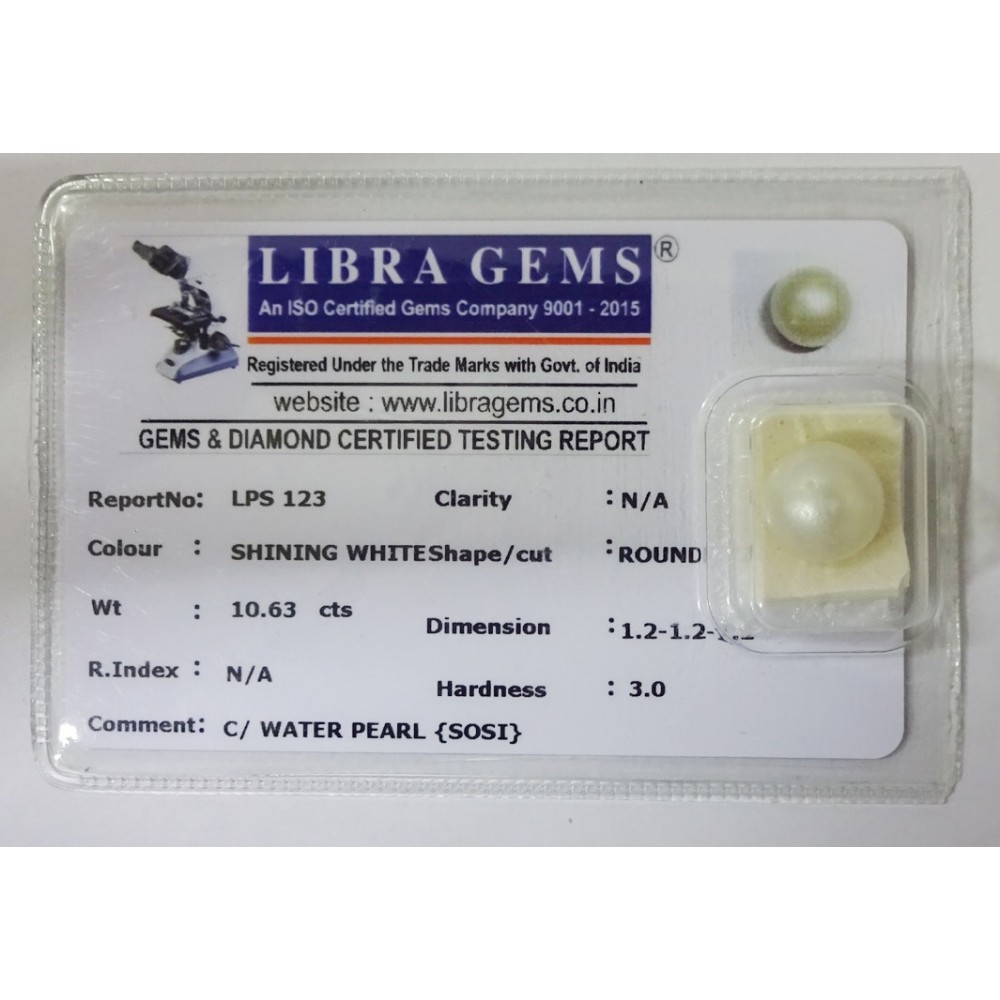 LIBRA GEMS®
An ISO Certified Gems Company 9001 - 2015
Registered Under the Trade Marks with Govt. of India
website : www.libragems.co.in
GEMS & DIAMOND CERTIFIED TESTING REPORT
ReportNo: LPS 123 Clarity : N/A
Colour : SHINING WHITE Shape/cut : ROUND
Wt : 10.63 cts Dimension : 1.2-1.2-1.2
R.Index : N/A Hardness : 3.0
Comment: C/ WATER PEARL {SOSI}